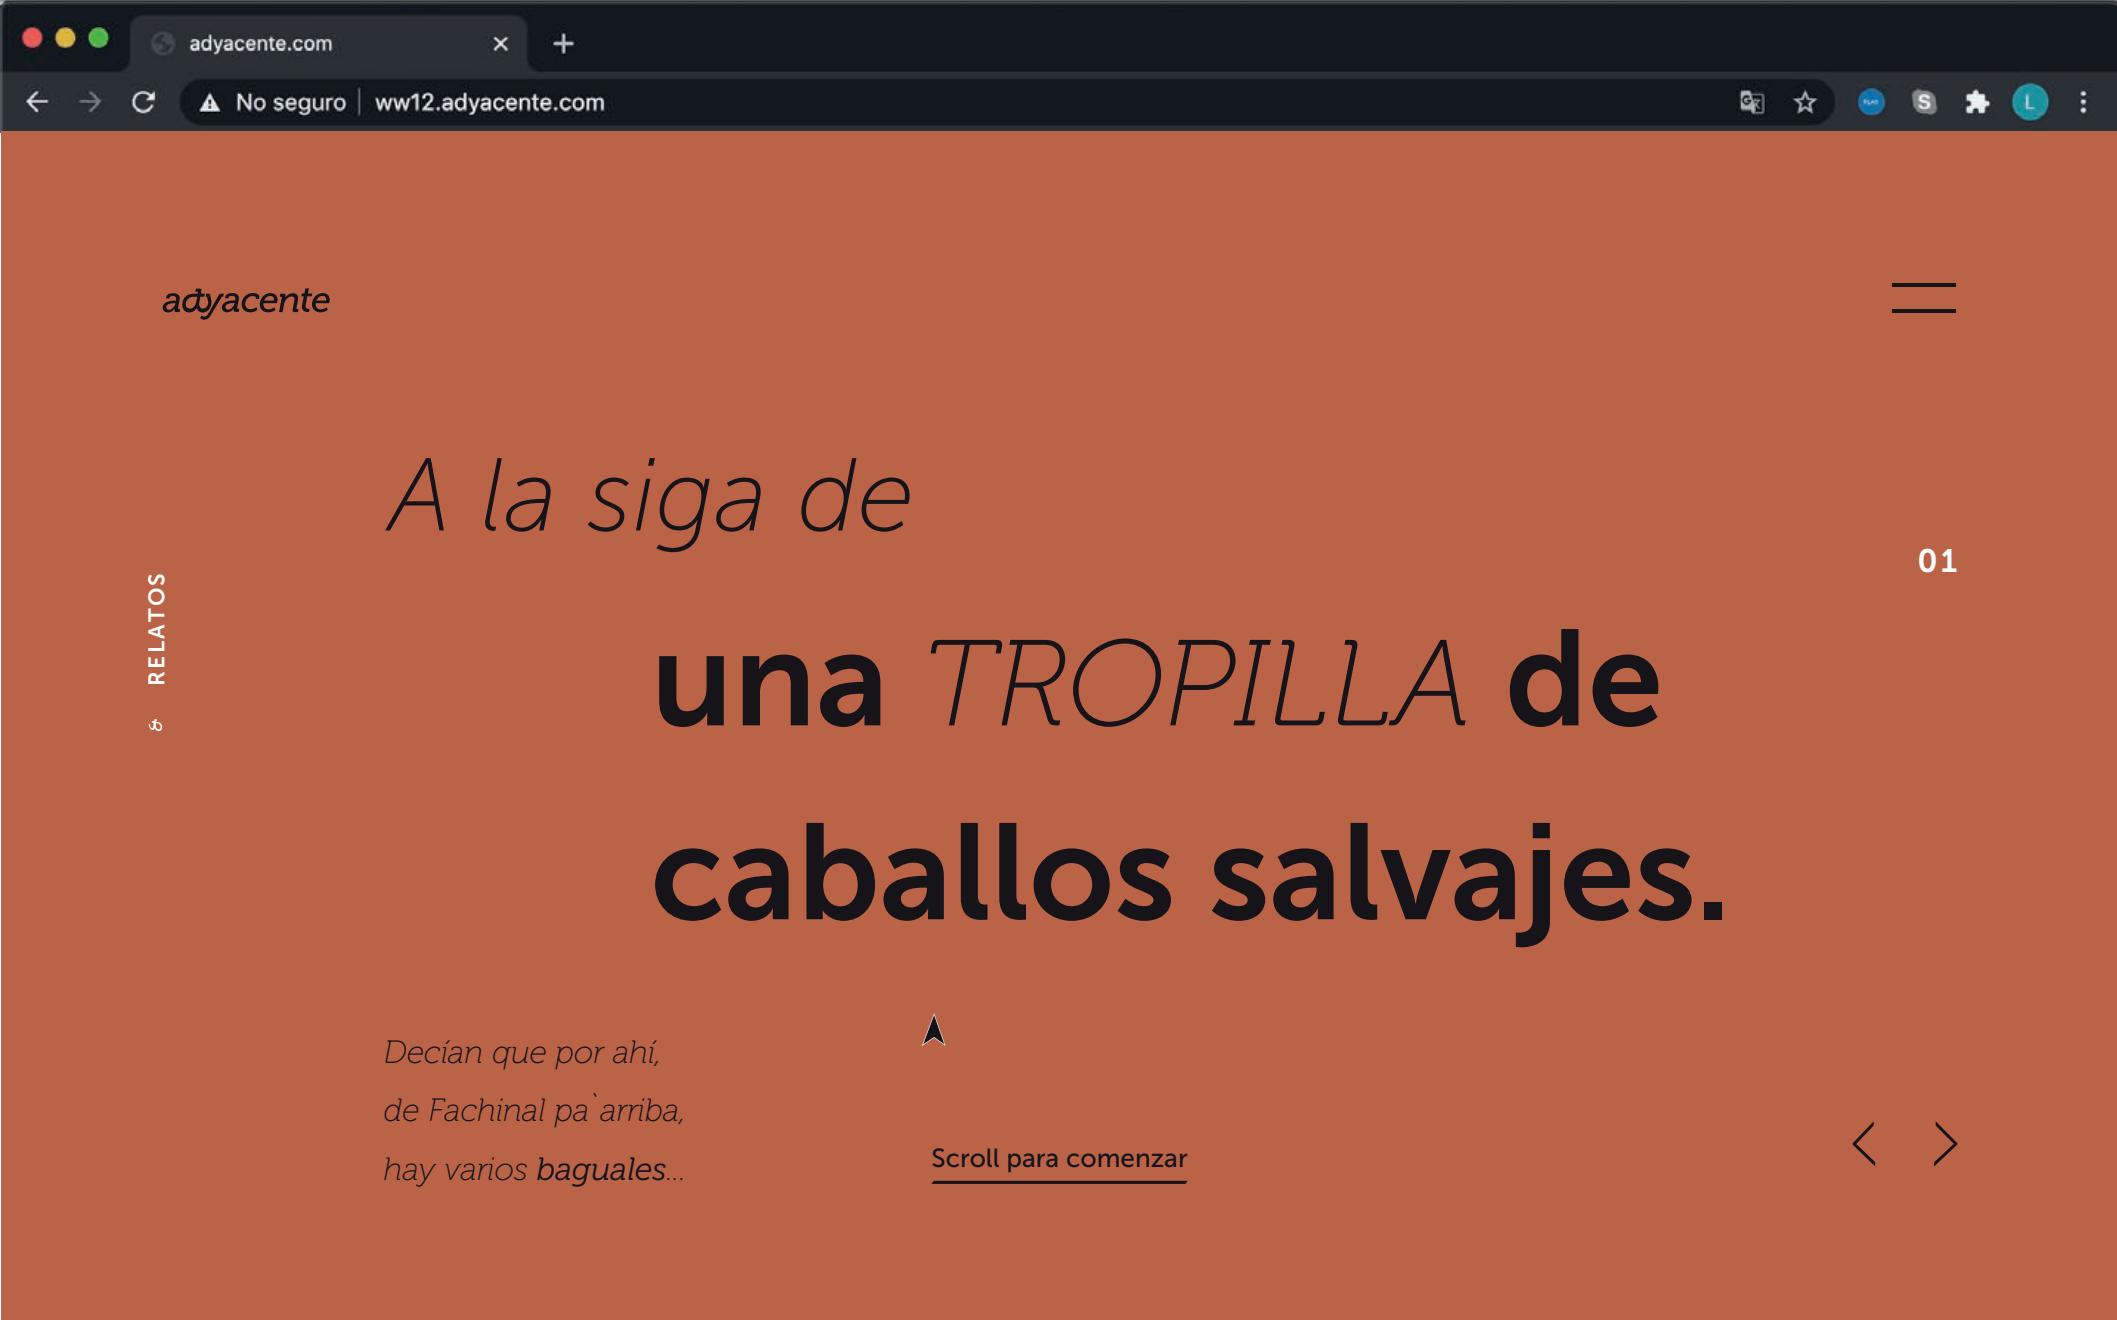 adyacente.com
No seguro ww12.adyacente.com
L
adyacente
A la siga de
01
& RELATOS
una TROPILLA de
caballos salvajes.
Decían que por ahí,
de Fachinal pa`arriba,
hay varios baguales...
Scroll para comenzar